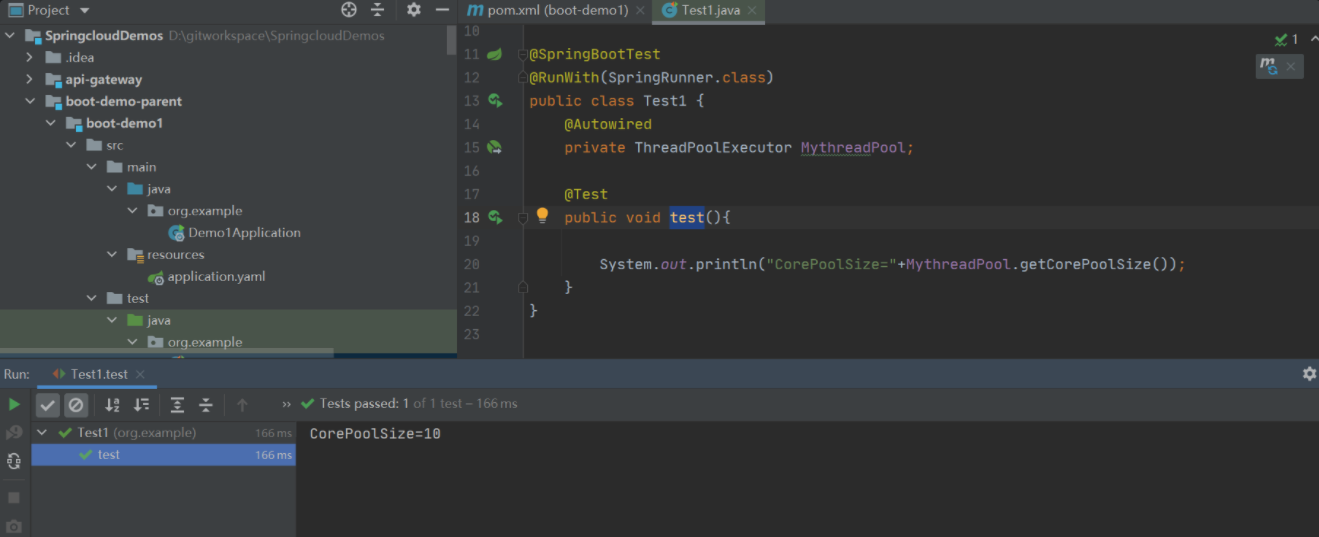 Project
SpringcloudDemos D:\gitworkspace\SpringcloudDemos
.idea
api-gateway
boot-demo-parent
boot-demo1
src
main
java
org.example
Demo1Application
resources
application.yaml
test
java
org.example
pom.xml (boot-demo1)
Test1.java
1
10
11 @SpringBootTest
12 @RunWith(SpringRunner.class)
13 public class Test1 {
14 @Autowired
15 private ThreadPoolExecutor MythreadPool;
16
17 @Test
18 public void test(){
19
20 System.out.println("CorePoolSize="+MythreadPool.getCorePoolSize());
21 }
22 }
23
Run: Test1.test
Tests passed: 1 of 1 test – 166 ms
Test1 (org.example) 166 ms
test 166 ms
CorePoolSize=10